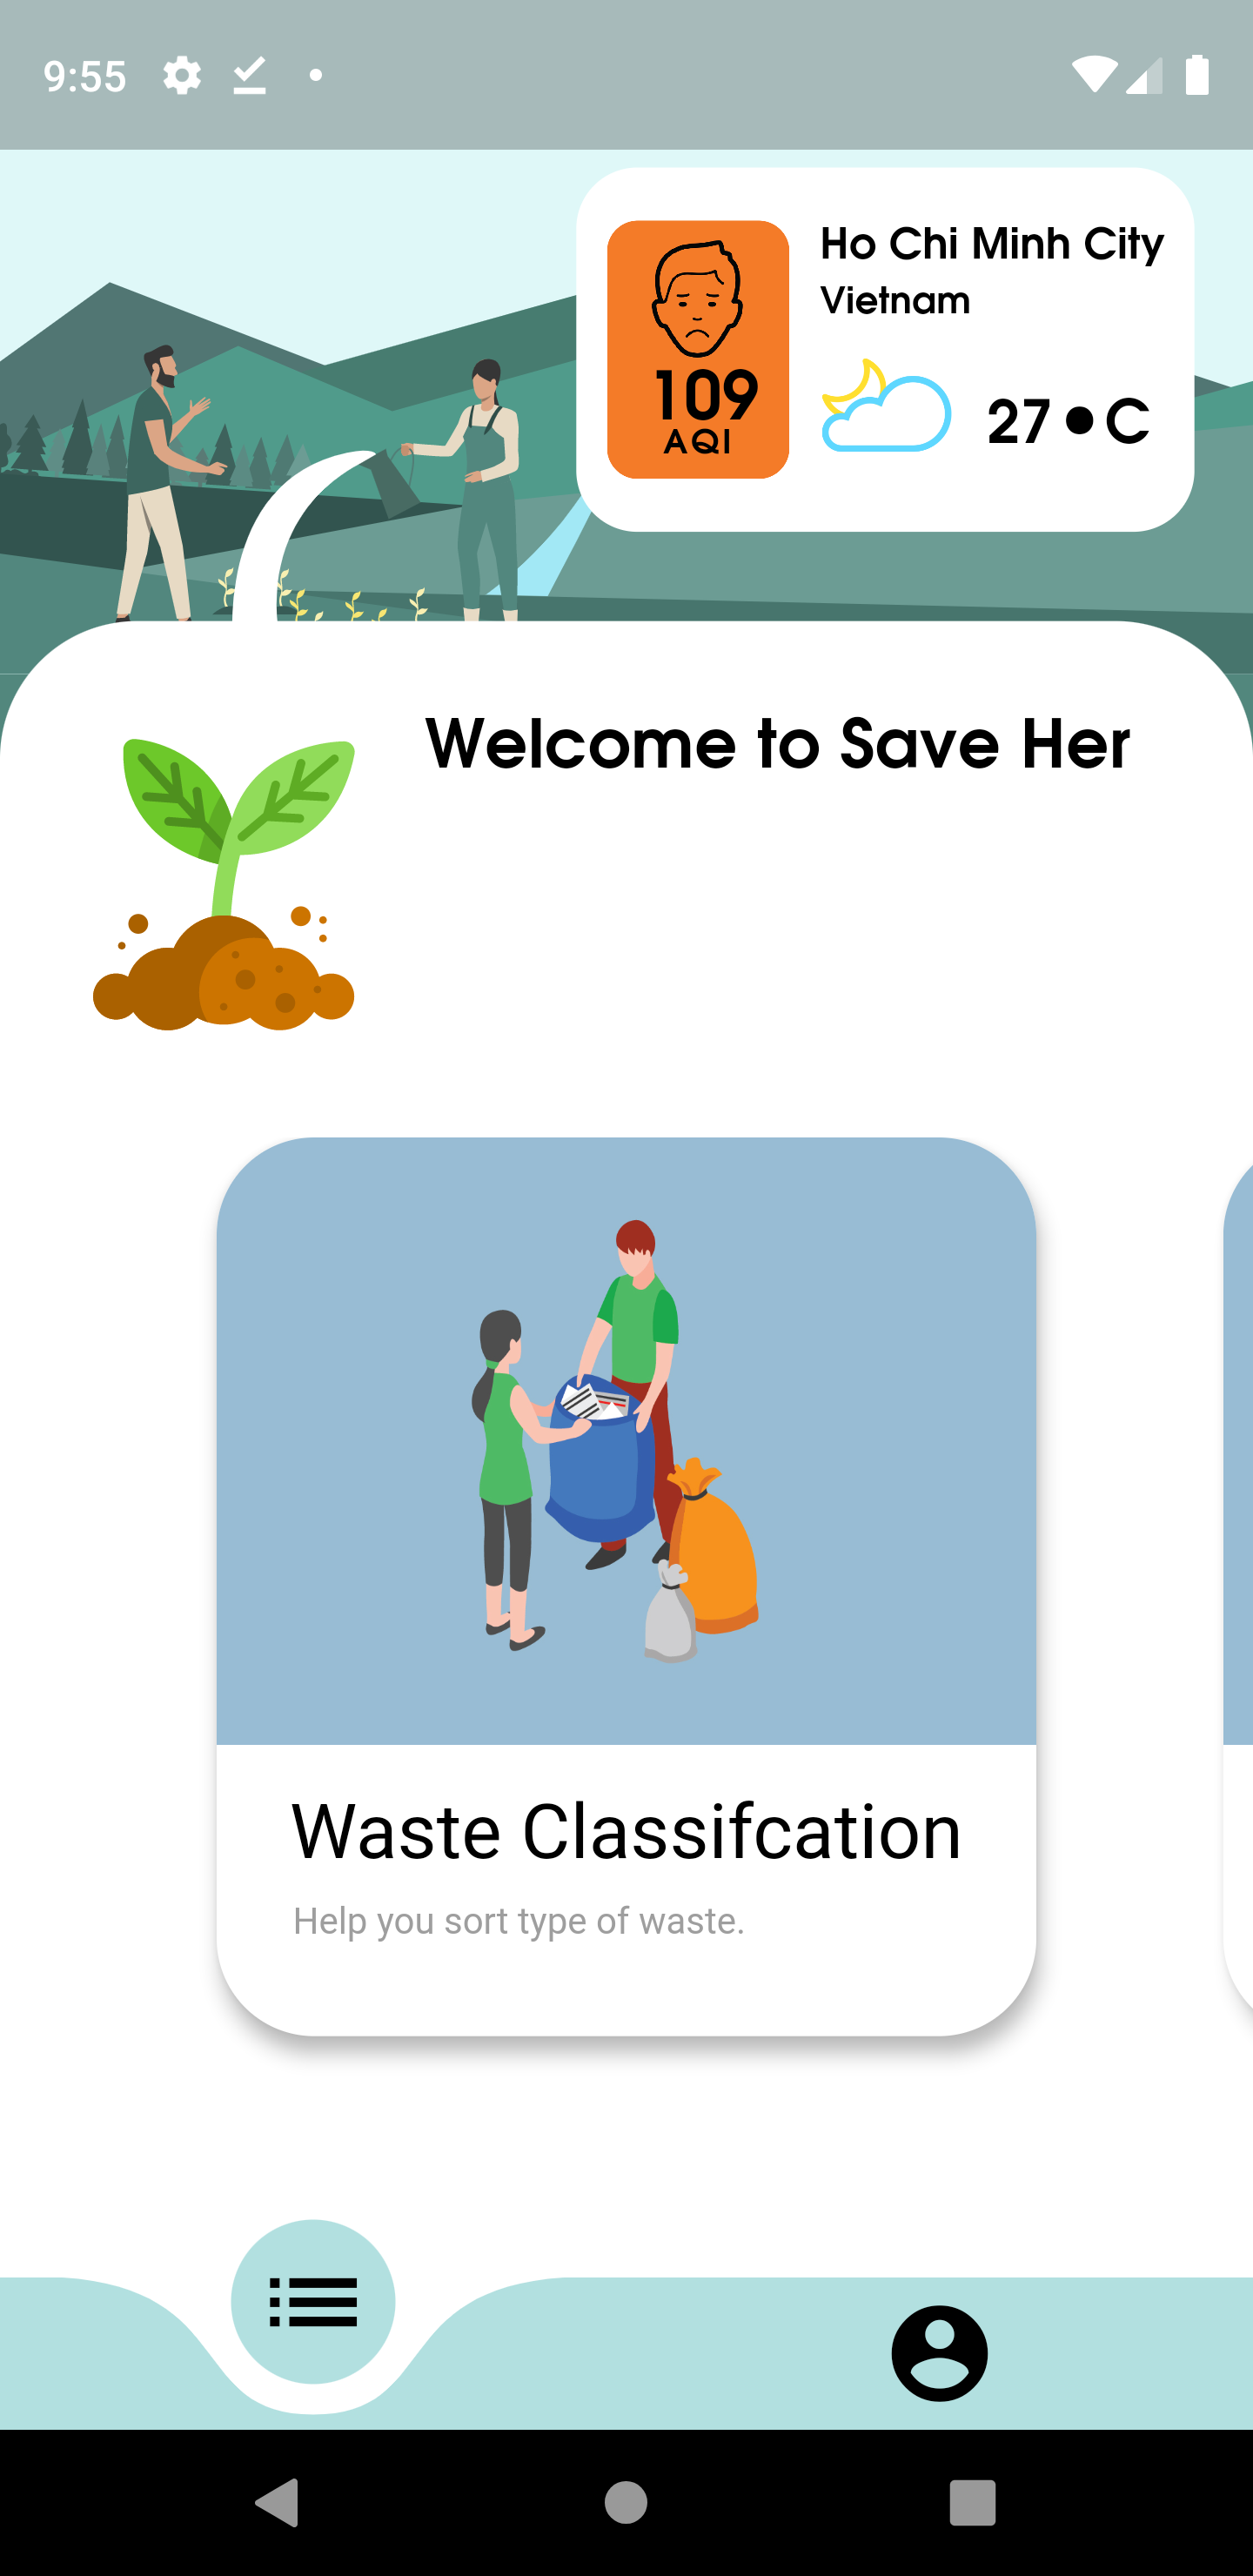 9:55
Ho Chi Minh City
Vietnam
109
AQI
27•C
Welcome to Save Her
Waste Classifcation
Help you sort type of waste.